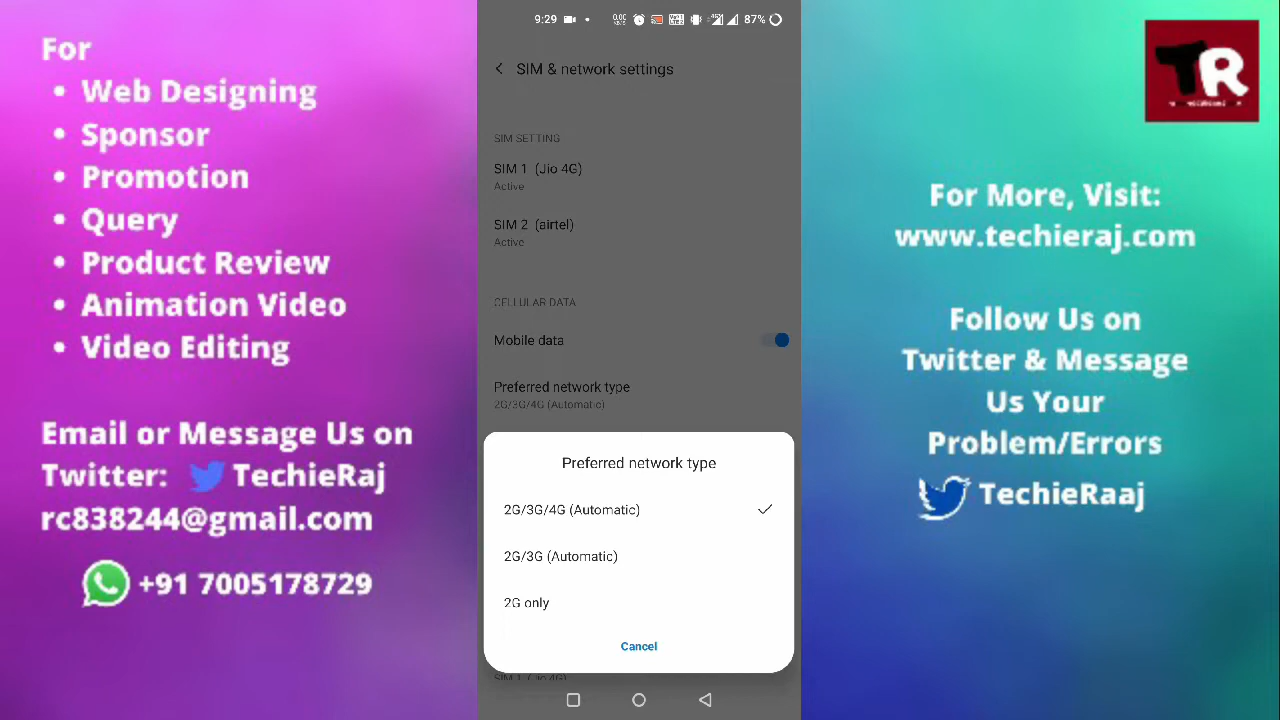 For
• Web Designing
• Sponsor
• Promotion
• Query
• Product Review
• Animation Video
• Video Editing
Email or Message Us on
Twitter: TechieRaj
rc838244@gmail.com
+91 7005178729
9:29
87%
SIM & network settings
SIM SETTING
SIM 1 (Jio 4G)
Active
SIM 2 (airtel)
Active
CELLULAR DATA
Mobile data
Preferred network type
2G/3G/4G (Automatic)
Preferred network type
2G/3G/4G (Automatic)
2G/3G (Automatic)
2G only
Cancel
SIM 1 (Jio 4G)
TR
For More, Visit:
www.techieraj.com
Follow Us on
Twitter & Message
Us Your
Problem/Errors
TechieRaaj